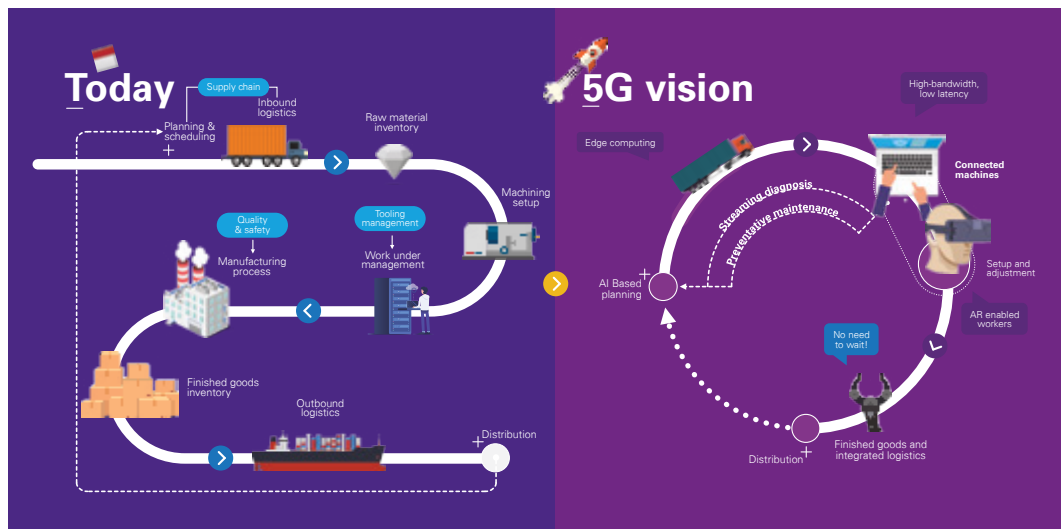 Today
Supply chain
Inbound
logistics
Planning &
scheduling
Raw material
inventory
Machining
setup
Tooling
management
Work under
management
Quality
& safety
Manufacturing
process
Finished goods
inventory
Outbound
logistics
Distribution
5G vision
High-bandwidth,
low latency
Edge computing
Connected
machines
Streaming diagnosis
Preventative maintenance
AI Based
planning
Setup and
adjustment
AR enabled
workers
No need
to wait!
Finished goods and
integrated logistics
Distribution